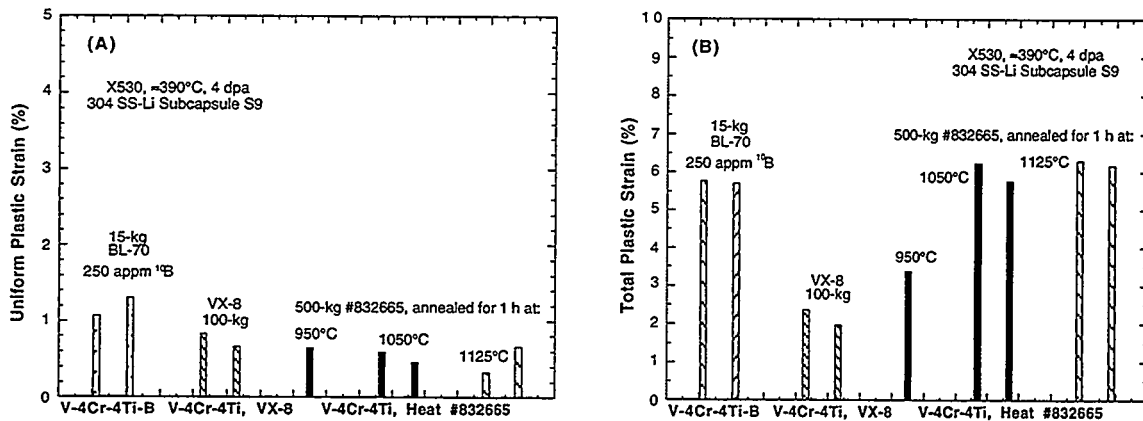 (A)
X530, ≈390°C, 4 dpa
304 SS-Li Subcapsule S9
Uniform Plastic Strain (%)
5
4
3
2
1
0
15-kg
BL-70
250 appm ¹⁰B
VX-8
100-kg
500-kg #832665, annealed for 1 h at:
950°C
1050°C
1125°C
V-4Cr-4Ti-B
V-4Cr-4Ti, VX-8
V-4Cr-4Ti, Heat #832665
(B)
X530, ≈390°C, 4 dpa
304 SS-Li Subcapsule S9
Total Plastic Strain (%)
10
9
8
7
6
5
4
3
2
1
0
15-kg
BL-70
250 appm ¹⁰B
VX-8
100-kg
500-kg #832665, annealed for 1 h at:
950°C
1050°C
1125°C
V-4Cr-4Ti-B
V-4Cr-4Ti, VX-8
V-4Cr-4Ti, Heat #832665